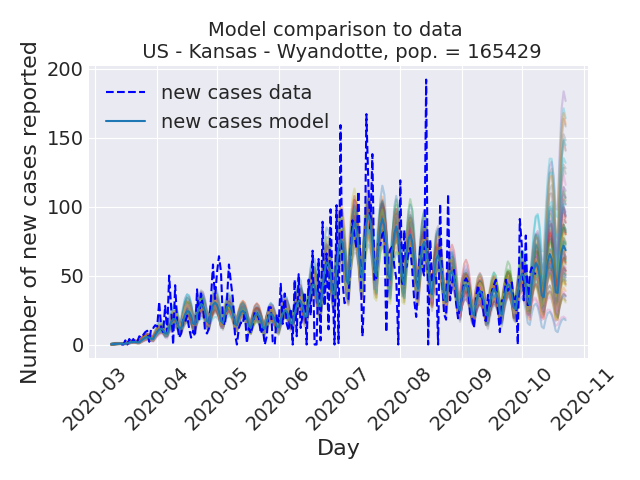 Model comparison to data
US - Kansas - Wyandotte, pop. = 165429
Number of new cases reported
200
150
100
50
0
new cases data
new cases model
2020-03
2020-04
2020-05
2020-06
2020-07
2020-08
2020-09
2020-10
2020-11
Day